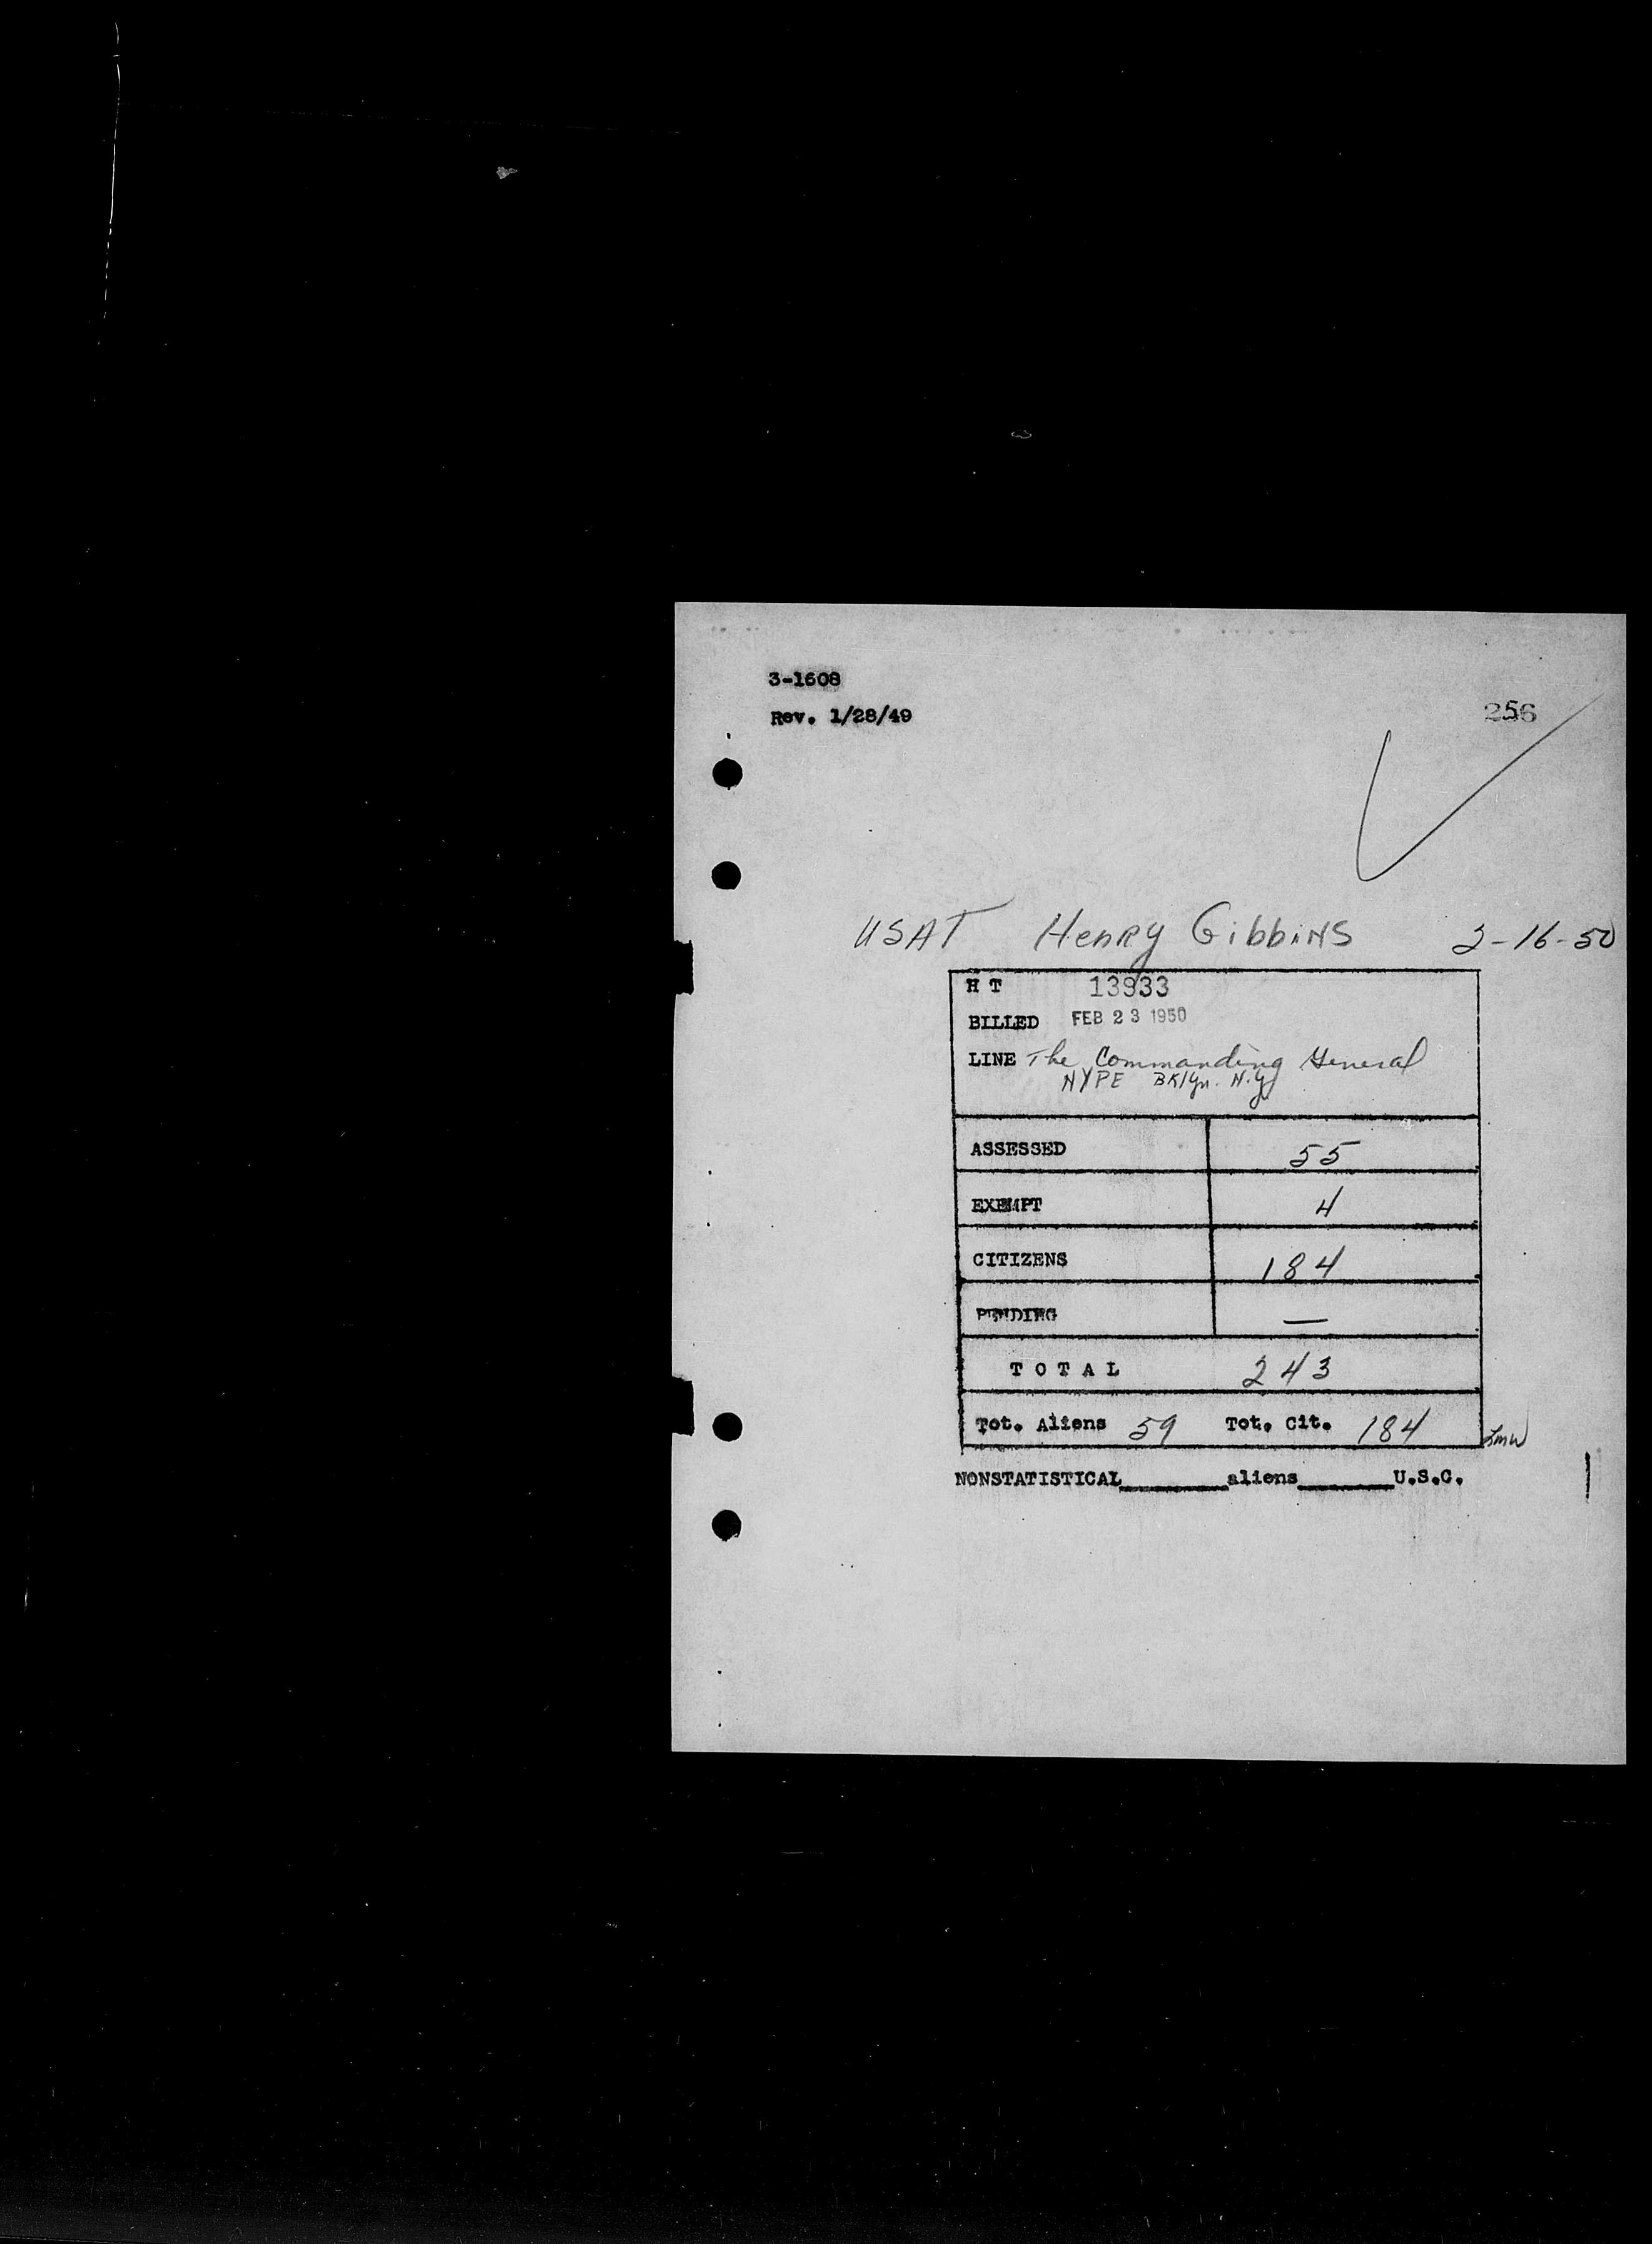 3-1608
Rev. 1/28/49
256
USAT Henry Gibbins 2-16-50
H T 13933
BILLED FEB 23 1950
LINE The Commanding General
NYPE Bklyn. N.Y.
ASSESSED 55
EXEMPT 4
CITIZENS 184
PENDING —
TOTAL 243
Tot. Aliens 59 Tot. Cit. 184
NONSTATISTICAL______aliens______U.S.C.